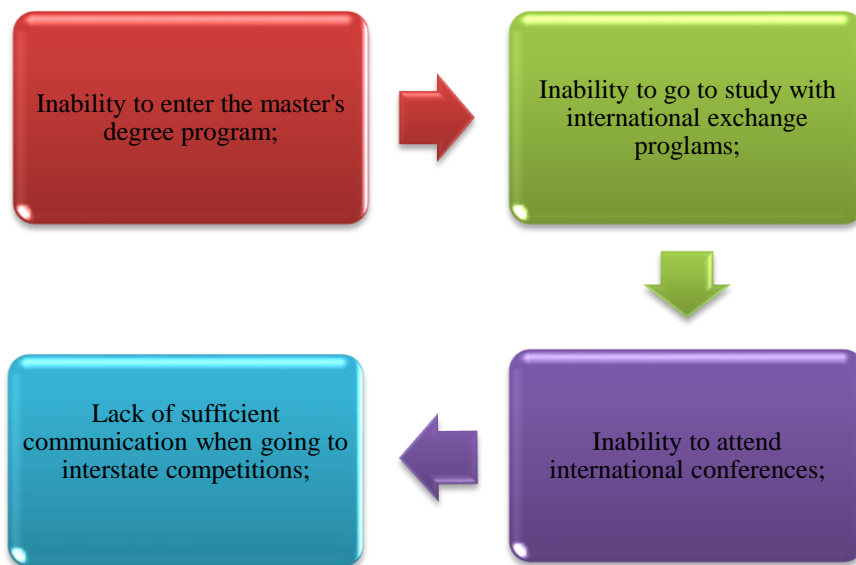 Inability to enter the master's
degree program;
Inability to go to study with
international exchange
proglams;
Inability to attend
international conferences;
Lack of sufficient
communication when going to
interstate competitions;